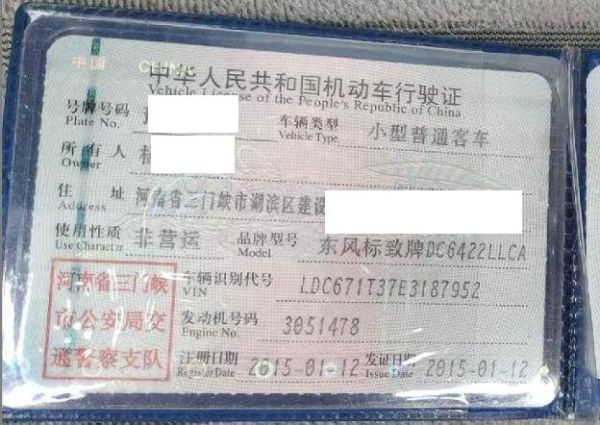 中国 CHINA
中华人民共和国机动车行驶证
Vehicle License of the People's Republic of China
号牌号码
Plate No.
车辆类型 小型普通客车
Vehicle Type
所有人
Owner
住址 河南省三门峡市湖滨区建设
Address
使用性质 非营运 品牌型号 东风标致牌DC6422LLCA
Use Character Model
河南省三门峡
市公安局交
通警察支队
车辆识别代号 LDC671T37E3187952
VIN
发动机号码 3051478
Engine No.
注册日期 2015-01-12 发证日期 2015-01-12
Register Date Issue Date